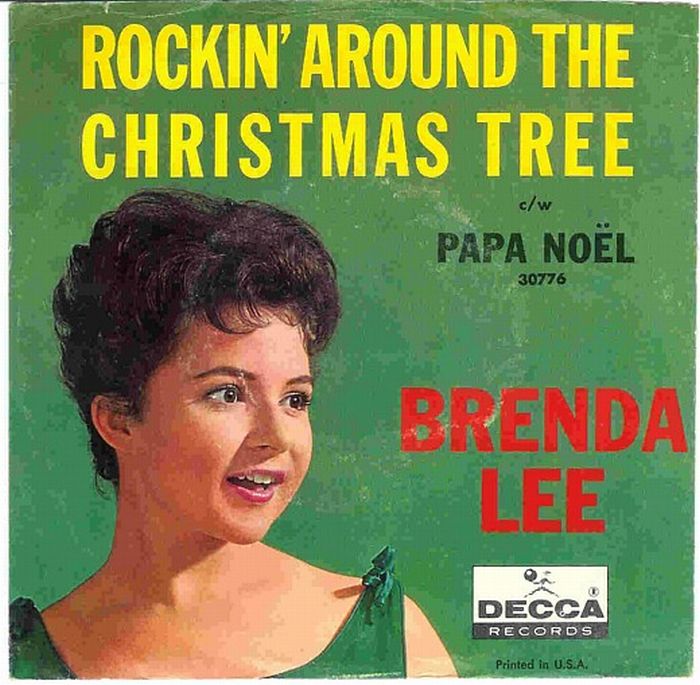 ROCKIN' AROUND THE
CHRISTMAS TREE
c/w
PAPA NOËL
30776
BRENDA
LEE
DECCA
®
RECORDS
Printed in U.S.A.